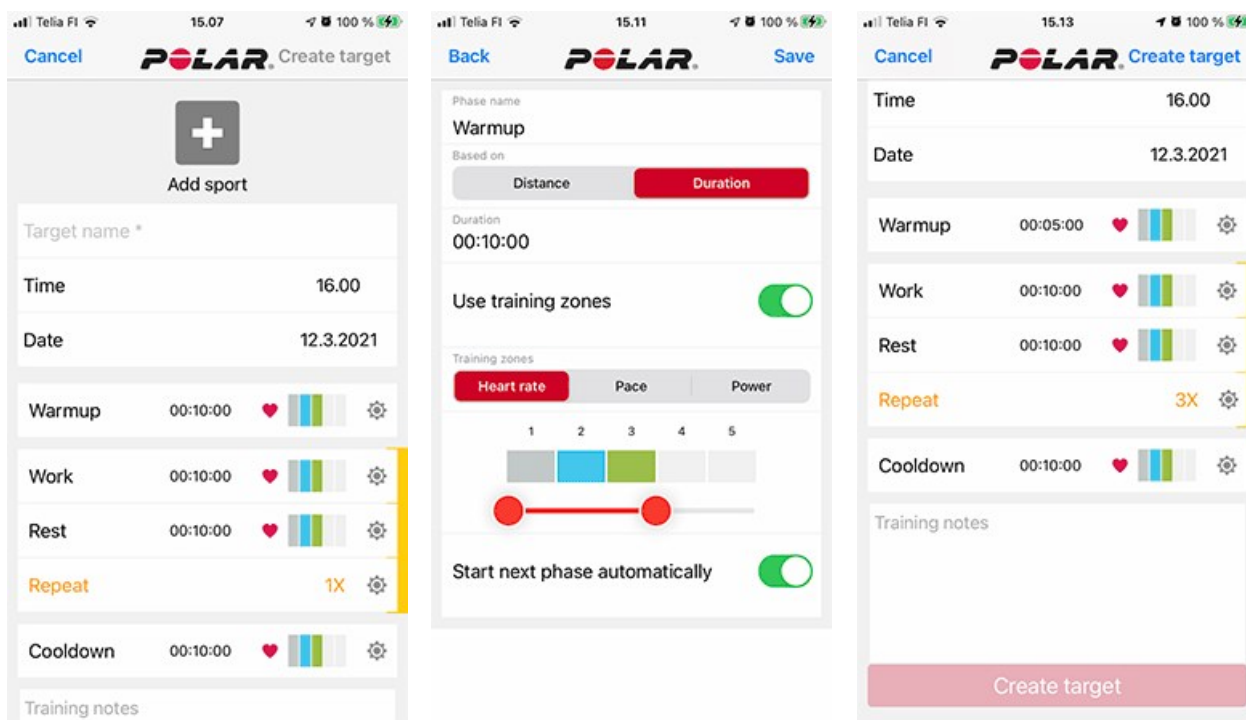 Telia FI 15.07 100 %
Cancel POLAR. Create target
Add sport
Target name *
Time 16.00
Date 12.3.2021
Warmup 00:10:00
Work 00:10:00
Rest 00:10:00
Repeat 1X
Cooldown 00:10:00
Training notes
Telia FI 15.11 100 %
Back POLAR. Save
Phase name
Warmup
Based on
Distance Duration
Duration
00:10:00
Use training zones
Training zones
Heart rate Pace Power
1 2 3 4 5
Start next phase automatically
Telia FI 15.13 100 %
Cancel POLAR. Create target
Time 16.00
Date 12.3.2021
Warmup 00:05:00
Work 00:10:00
Rest 00:10:00
Repeat 3X
Cooldown 00:10:00
Training notes
Create target